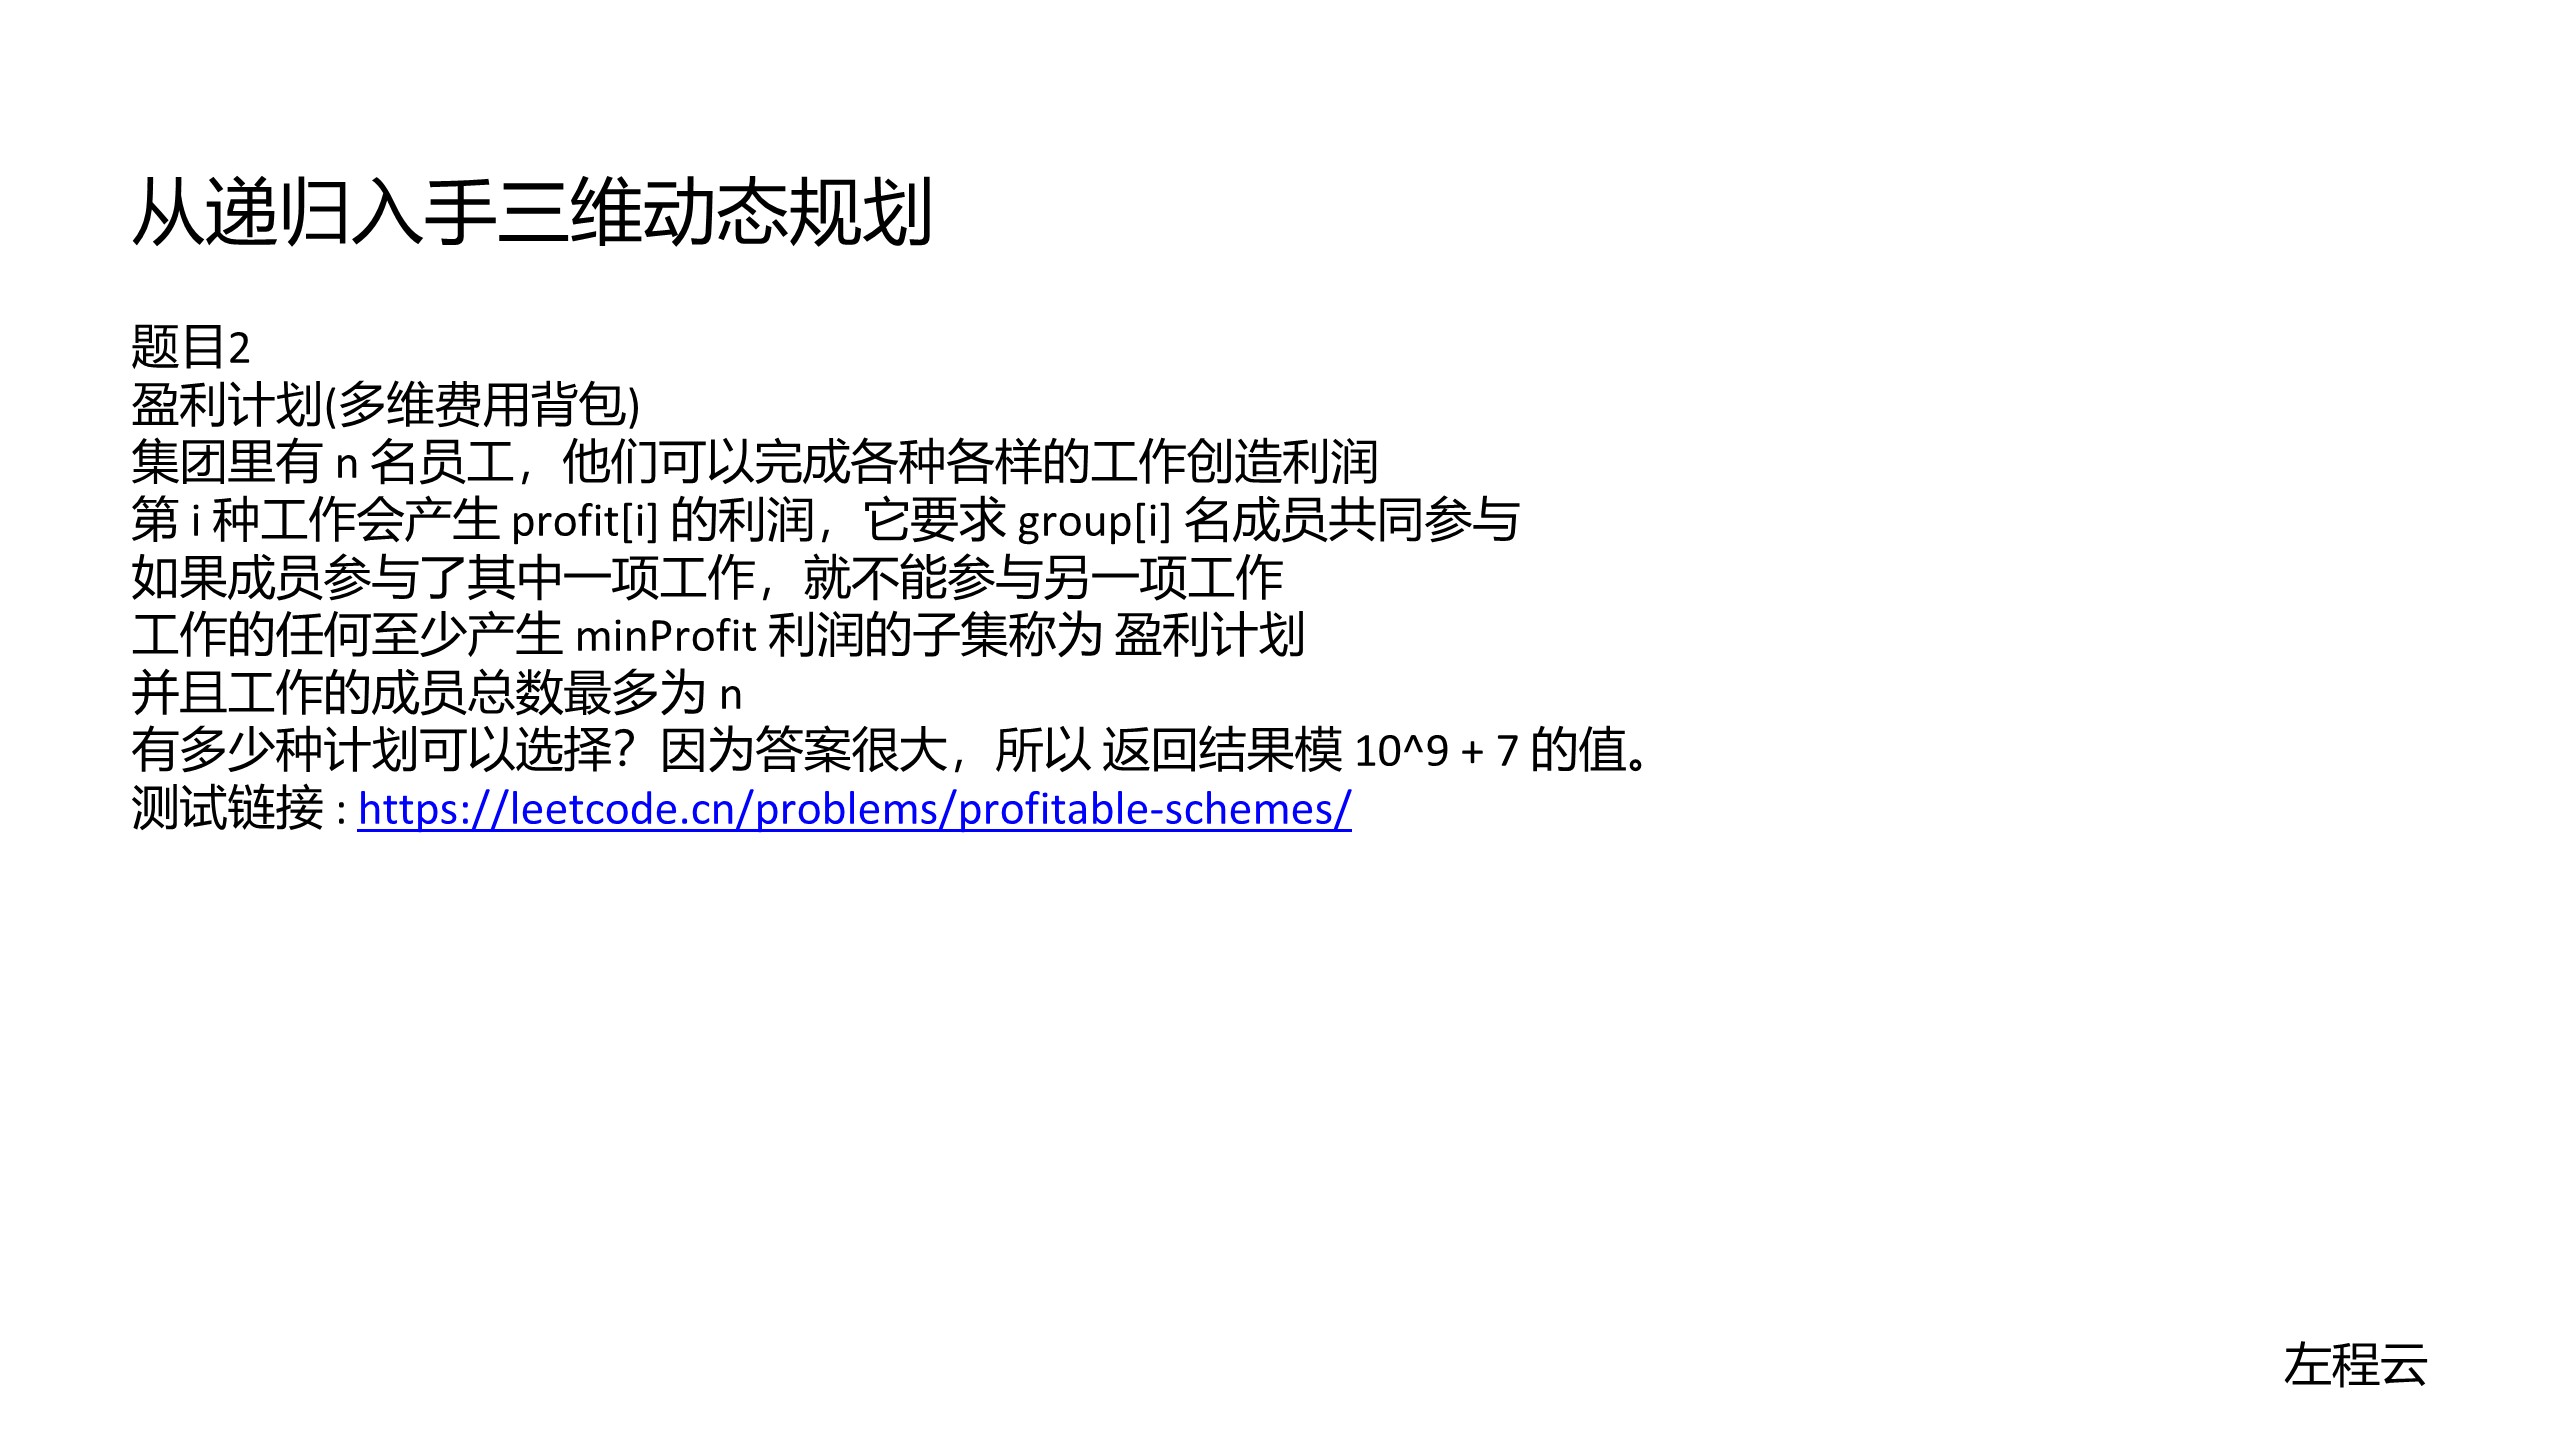 从递归入手三维动态规划
题目2
盈利计划(多维费用背包)
集团里有 n 名员工，他们可以完成各种各样的工作创造利润
第 i 种工作会产生 profit[i] 的利润，它要求 group[i] 名成员共同参与
如果成员参与了其中一项工作，就不能参与另一项工作
工作的任何至少产生 minProfit 利润的子集称为 盈利计划
并且工作的成员总数最多为 n
有多少种计划可以选择？因为答案很大，所以 返回结果模 10^9 + 7 的值。
测试链接 : https://leetcode.cn/problems/profitable-schemes/
左程云